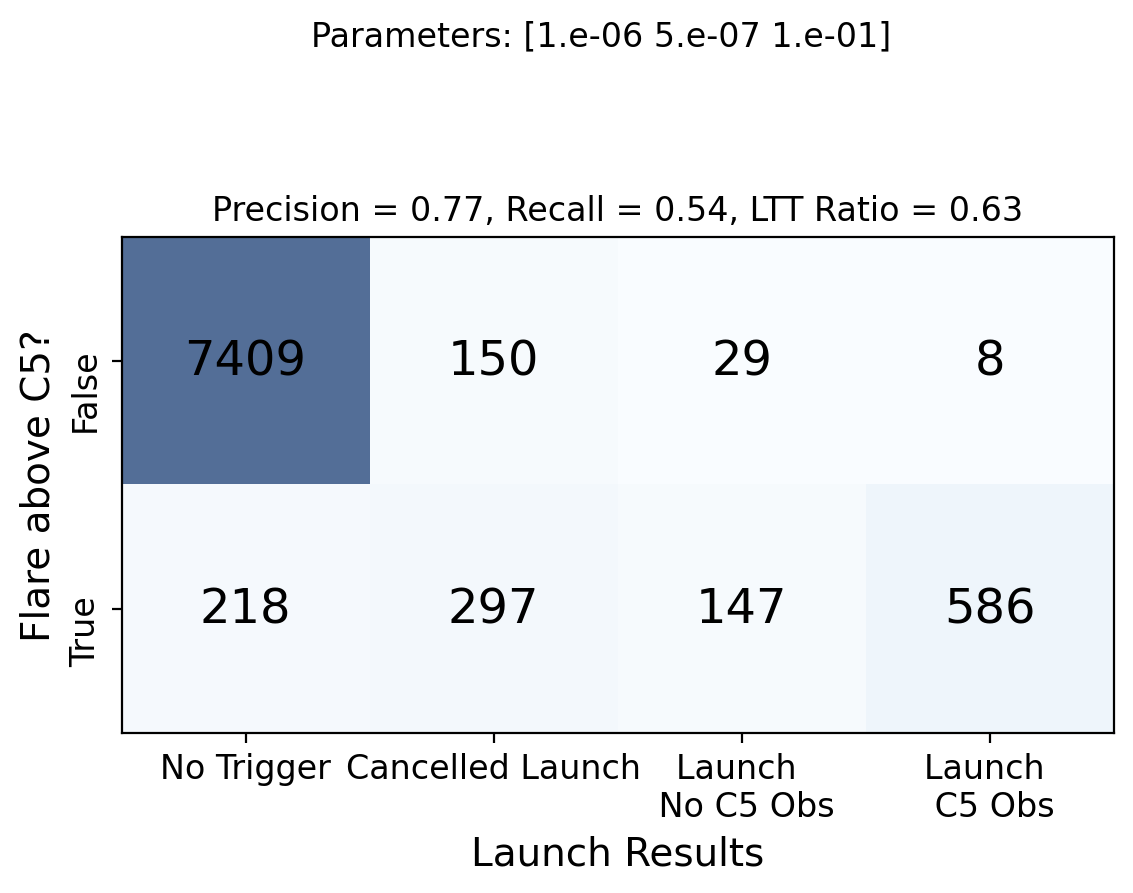 Parameters: [1.e-06 5.e-07 1.e-01]
Precision = 0.77, Recall = 0.54, LTT Ratio = 0.63
Flare above C5?
False
7409 150 29 8
True
218 297 147 586
No Trigger Cancelled Launch Launch Launch
No C5 Obs C5 Obs
Launch Results